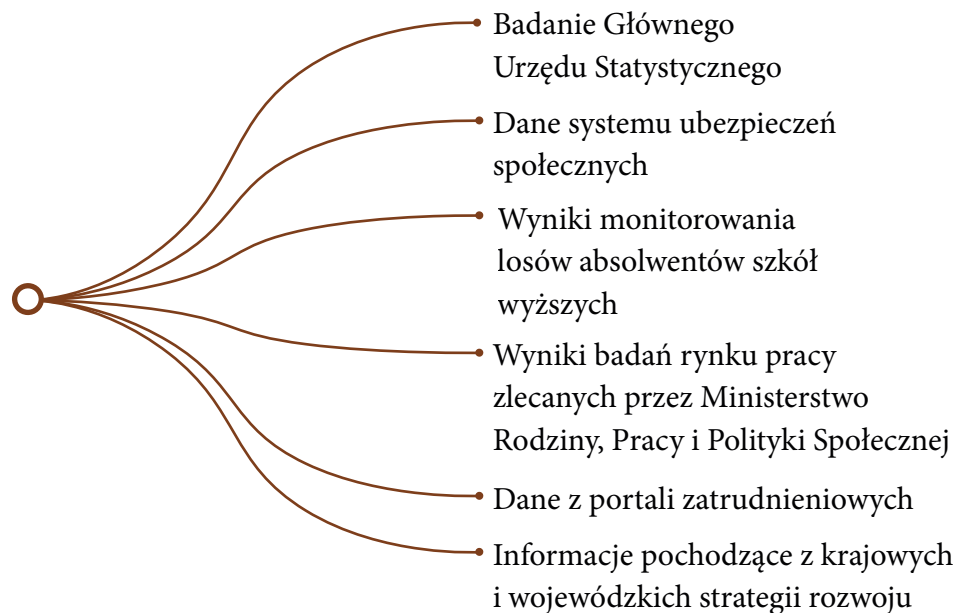 Badanie Głównego
Urzędu Statystycznego
Dane systemu ubezpieczeń
społecznych
Wyniki monitorowania
losów absolwentów szkół
wyższych
Wyniki badań rynku pracy
zlecanych przez Ministerstwo
Rodziny, Pracy i Polityki Społecznej
Dane z portali zatrudnieniowych
Informacje pochodzące z krajowych
i wojewódzkich strategii rozwoju